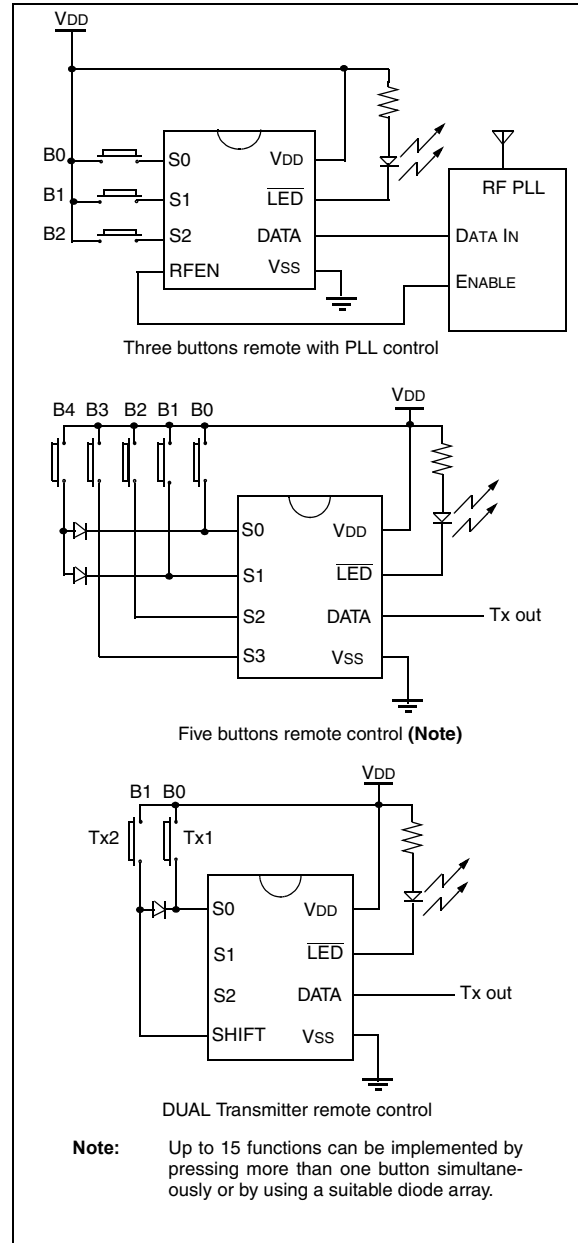 VDD
B0
S0
VDD
B1
S1
LED
RF PLL
B2
S2
DATA
DATA IN
RFEN
VSS
ENABLE
Three buttons remote with PLL control
VDD
B4 B3 B2 B1 B0
S0
VDD
S1
LED
S2
DATA
Tx out
S3
VSS
Five buttons remote control (Note)
VDD
B1 B0
Tx2
Tx1
S0
VDD
S1
LED
S2
DATA
Tx out
SHIFT
VSS
DUAL Transmitter remote control
Note: Up to 15 functions can be implemented by
pressing more than one button simultane-
ously or by using a suitable diode array.